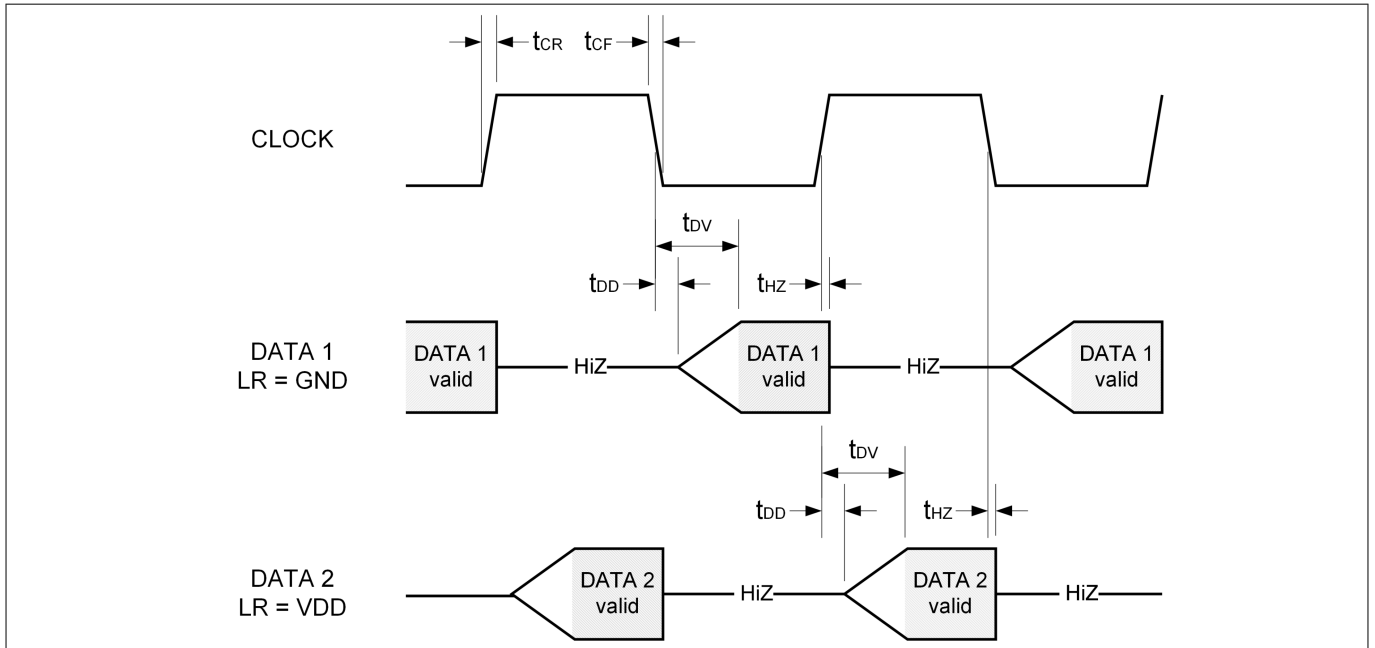 tCR tCF
CLOCK
tDV
tDD
tHZ
DATA 1
LR = GND
DATA 1
valid
HiZ
DATA 1
valid
HiZ
DATA 1
valid
tDV
tDD
tHZ
DATA 2
LR = VDD
DATA 2
valid
HiZ
DATA 2
valid
HiZ